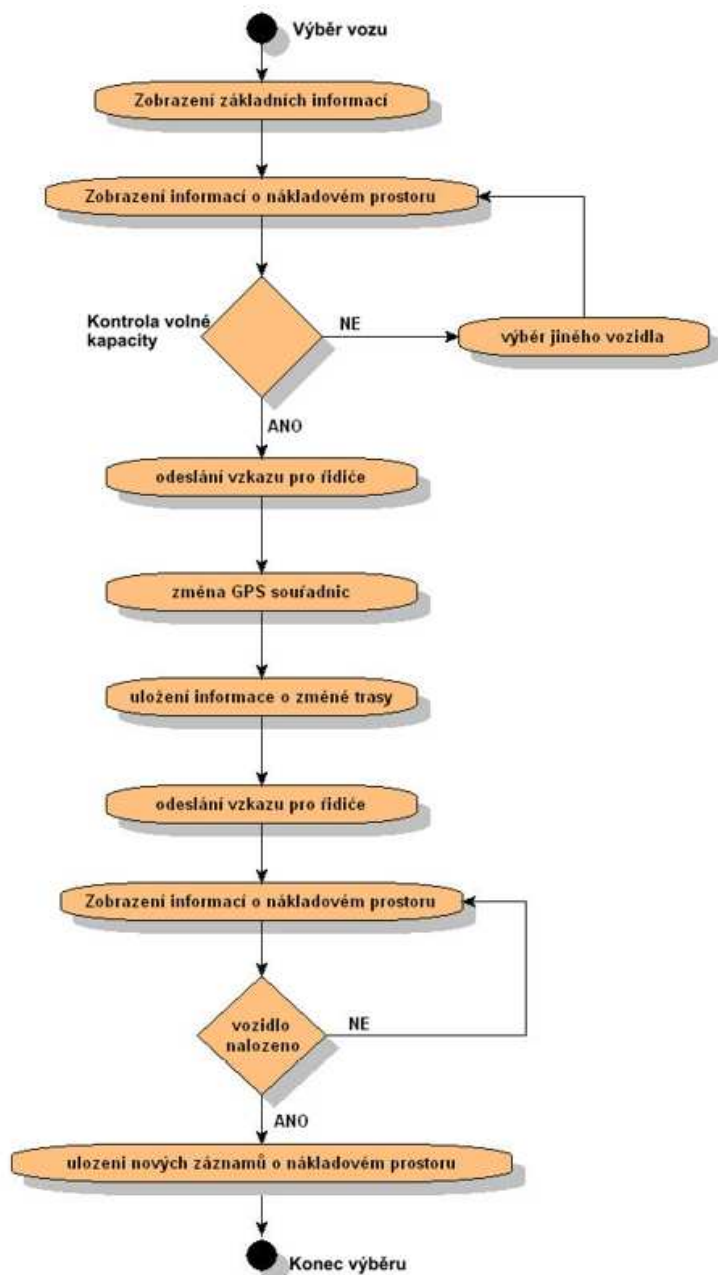 Výběr vozu
Zobrazení základních informací
Zobrazení informací o nákladovém prostoru
Kontrola volné
kapacity
NE
výběr jiného vozidla
ANO
odeslání vzkazu pro řidiče
změna GPS souřadnic
uložení informace o změně trasy
odeslání vzkazu pro řidiče
Zobrazení informací o nákladovém prostoru
vozidlo
nalozeno
NE
ANO
ulozeni nových záznamů o nákladovém prostoru
Konec výběru